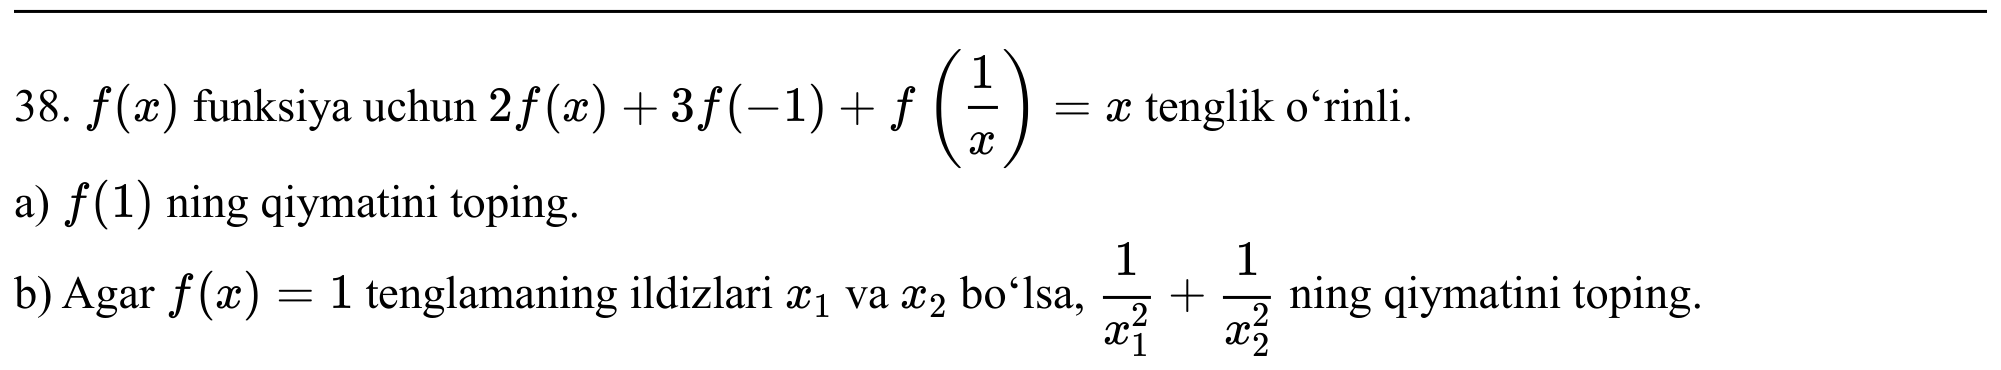 38. f(x) funksiya uchun 2f(x) + 3f(−1) + f(1/x) = x tenglik o‘rinli.
a) f(1) ning qiymatini toping.
b) Agar f(x) = 1 tenglamaning ildizlari x₁ va x₂ bo‘lsa, 1/x₁² + 1/x₂² ning qiymatini toping.